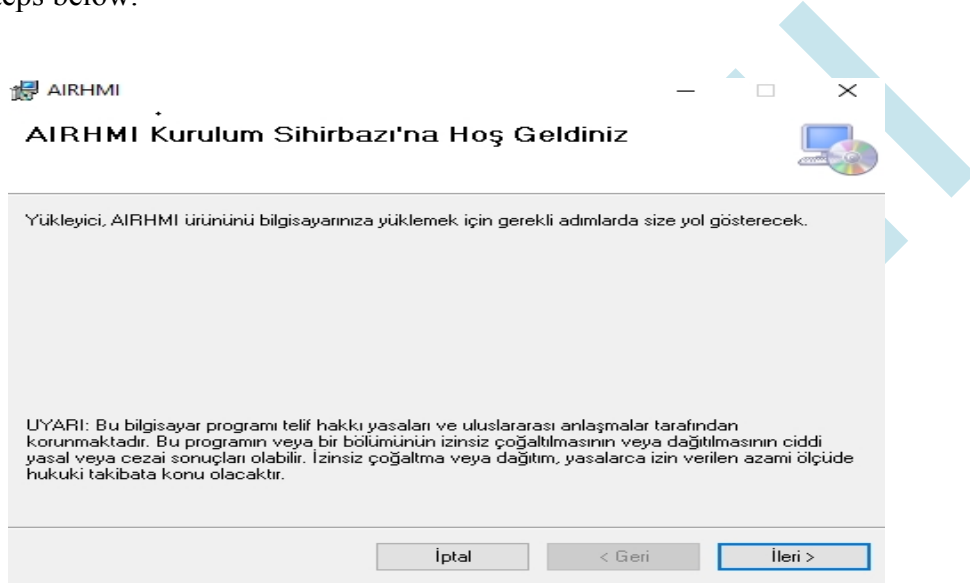 below.
AIRHMI
AIRHMI Kurulum Sihirbazı'na Hoş Geldiniz
Yükleyici, AIRHMI ürününü bilgisayarınıza yüklemek için gerekli adımlarda size yol gösterecek.
UYARI: Bu bilgisayar programı telif hakkı yasaları ve uluslararası anlaşmalar tarafından
korunmaktadır. Bu programın veya bir bölümünün izinsiz çoğaltılmasının veya dağıtılmasının ciddi
yasal veya cezai sonuçları olabilir. İzinsiz çoğaltma veya dağıtım, yasalarca izin verilen azami ölçüde
hukuki takibata konu olacaktır.
İptal
< Geri
İleri >